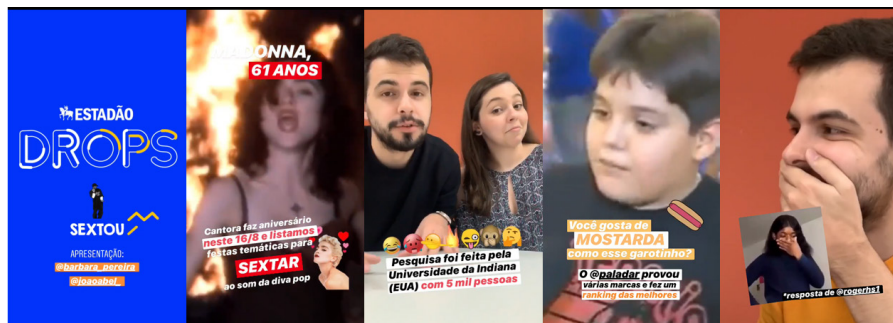 ESTADÃO
DROPS
SEXTOU
APRESENTAÇÃO:
@barbara_pereira_
@joaoabel_
MADONNA,
61 ANOS
Cantora faz aniversário
neste 16/8 e listamos
festas temáticas para
SEXTAR
ao som da diva pop
Pesquisa foi feita pela
Universidade da Indiana
(EUA) com 5 mil pessoas
Você gosta de
MOSTARDA
como esse garotinho?
O @paladar provou
várias marcas e fez um
ranking das melhores
*resposta de @rogerhs1